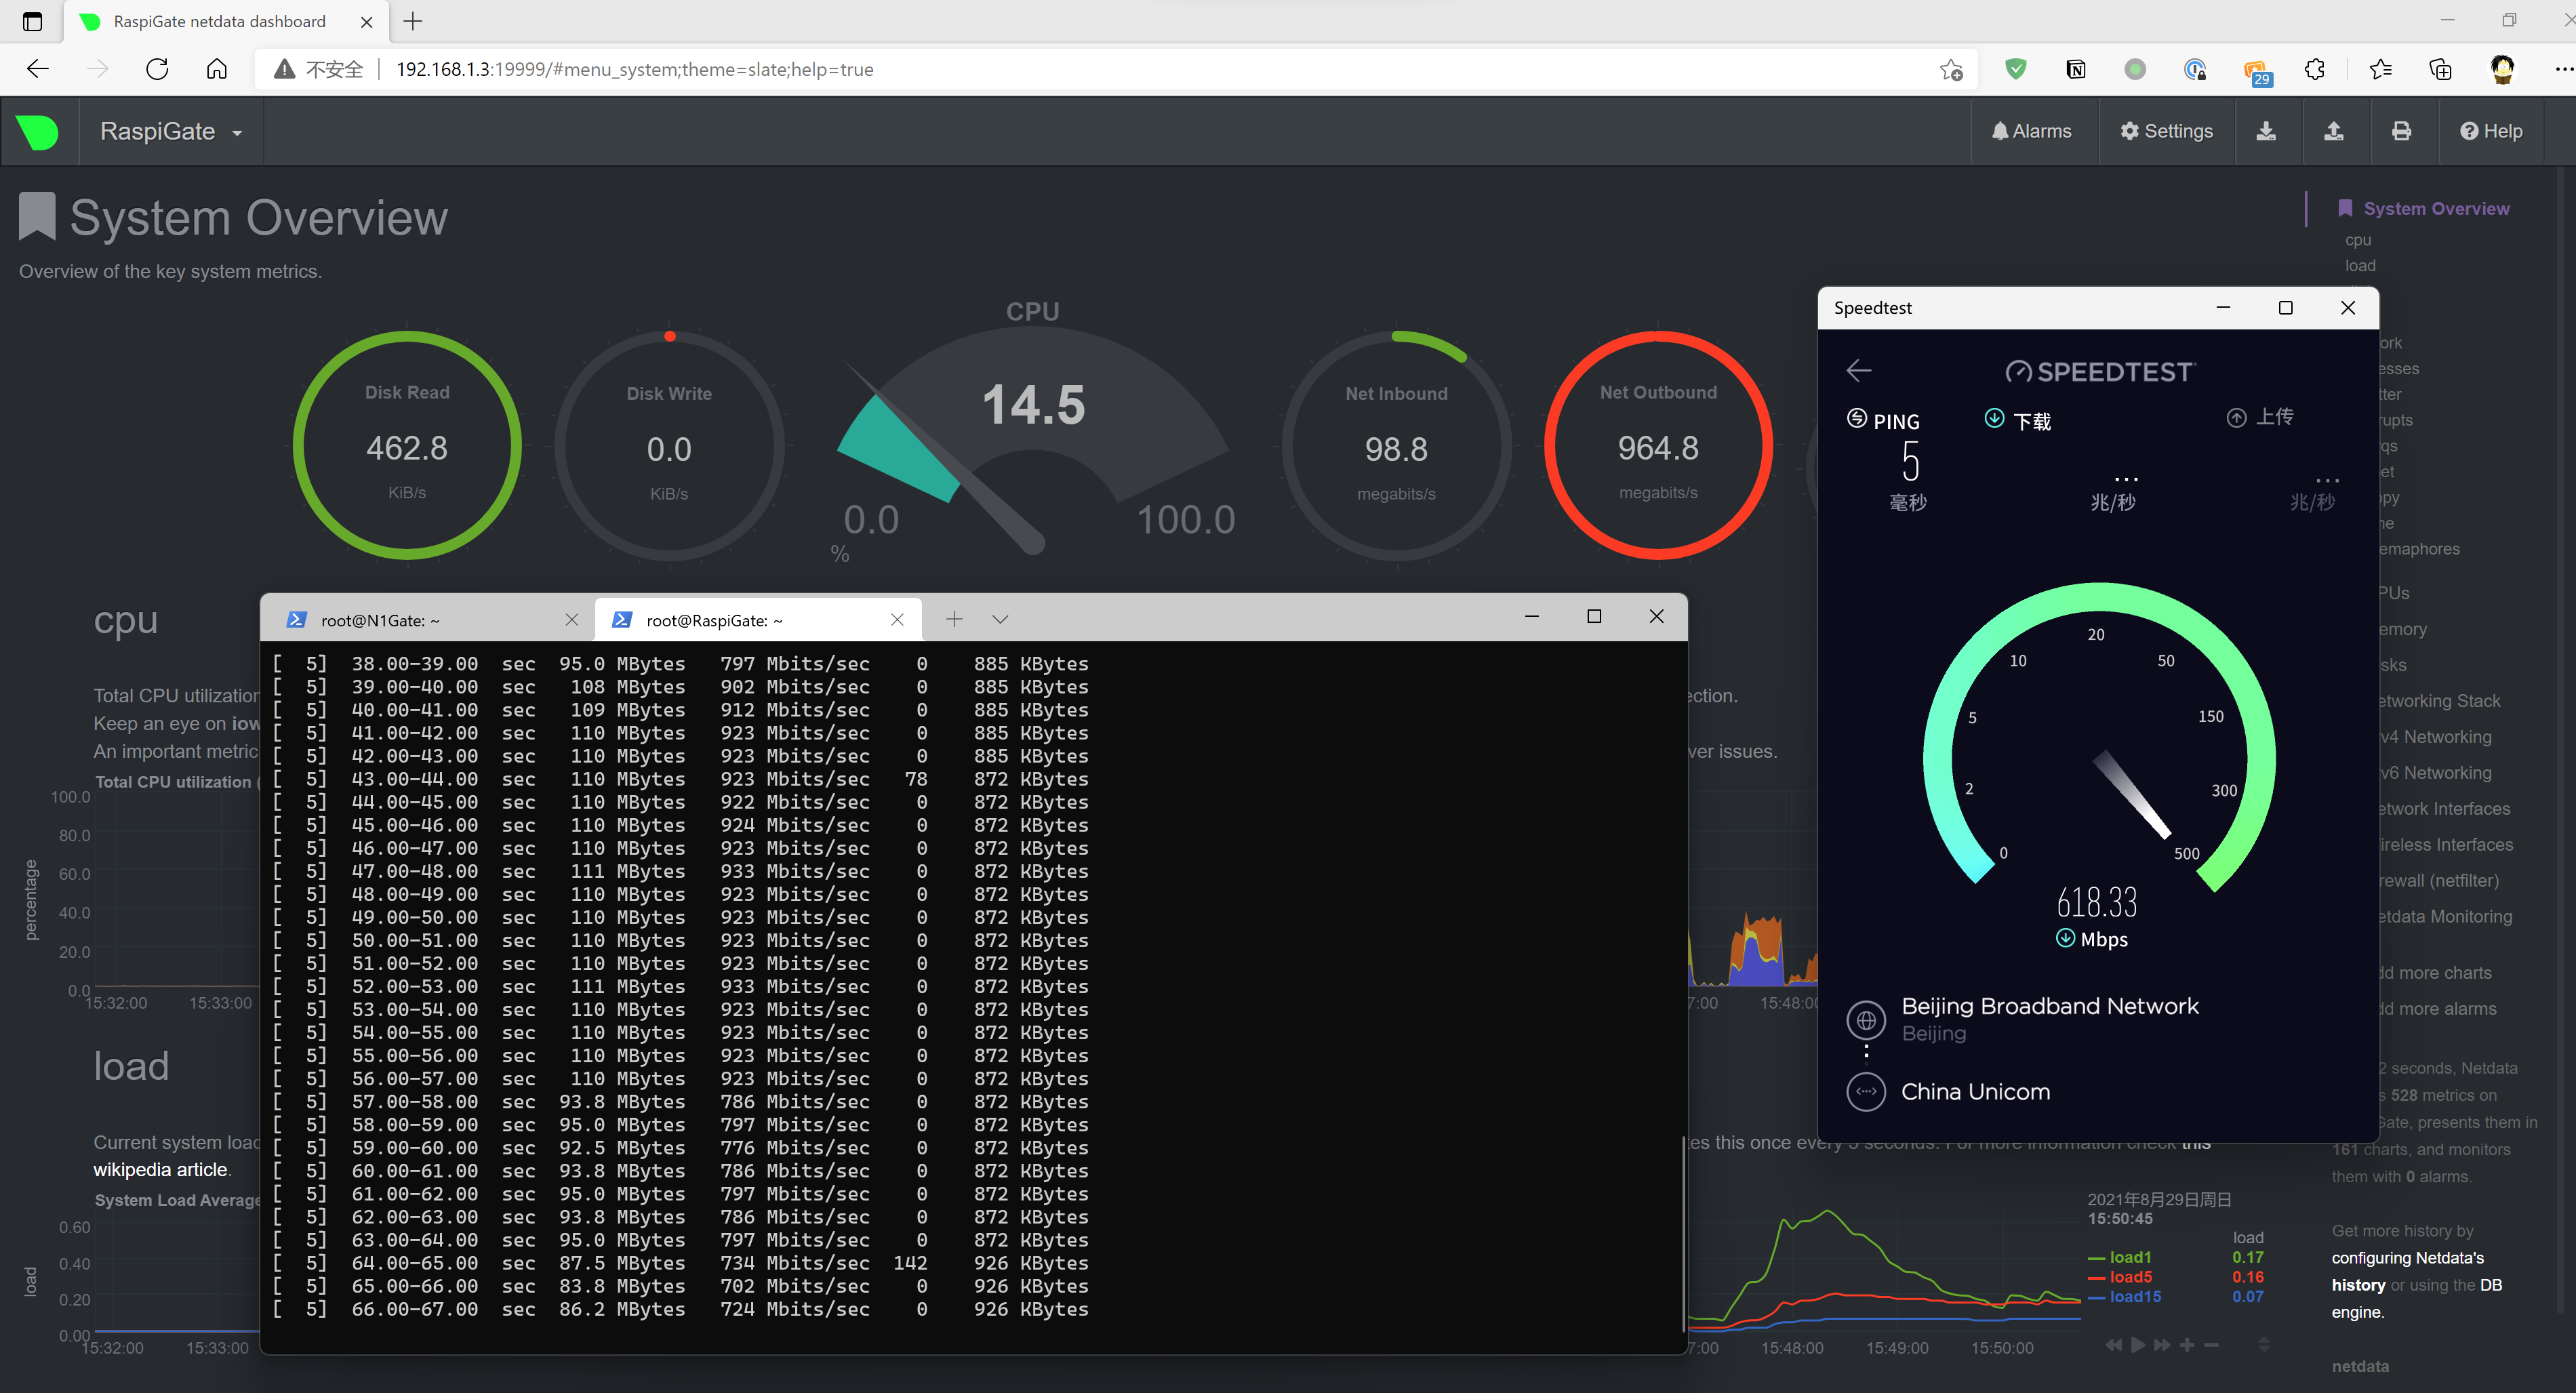 RaspiGate netdata dashboard
不安全
192.168.1.3:19999/#menu_system;theme=slate;help=true
29
RaspiGate
Alarms
Settings
Help
System Overview
Overview of the key system metrics.
Disk Read
462.8
KiB/s
Disk Write
0.0
KiB/s
CPU
14.5
0.0
100.0
%
Net Inbound
98.8
megabits/s
Net Outbound
964.8
megabits/s
System Overview
cpu
load
Speedtest
SPEEDTEST
PING
5
毫秒
下载
...
兆/秒
上传
...
兆/秒
0
2
5
10
20
50
150
300
500
618.33
Mbps
Beijing Broadband Network
Beijing
China Unicom
root@N1Gate: ~
root@RaspiGate: ~
[  5]  38.00-39.00  sec  95.0 MBytes   797 Mbits/sec    0    885 KBytes
[  5]  39.00-40.00  sec   108 MBytes   902 Mbits/sec    0    885 KBytes
[  5]  40.00-41.00  sec   109 MBytes   912 Mbits/sec    0    885 KBytes
[  5]  41.00-42.00  sec   110 MBytes   923 Mbits/sec    0    885 KBytes
[  5]  42.00-43.00  sec   110 MBytes   923 Mbits/sec    0    885 KBytes
[  5]  43.00-44.00  sec   110 MBytes   923 Mbits/sec   78    872 KBytes
[  5]  44.00-45.00  sec   110 MBytes   922 Mbits/sec    0    872 KBytes
[  5]  45.00-46.00  sec   110 MBytes   924 Mbits/sec    0    872 KBytes
[  5]  46.00-47.00  sec   110 MBytes   923 Mbits/sec    0    872 KBytes
[  5]  47.00-48.00  sec   111 MBytes   933 Mbits/sec    0    872 KBytes
[  5]  48.00-49.00  sec   110 MBytes   923 Mbits/sec    0    872 KBytes
[  5]  49.00-50.00  sec   110 MBytes   923 Mbits/sec    0    872 KBytes
[  5]  50.00-51.00  sec   110 MBytes   923 Mbits/sec    0    872 KBytes
[  5]  51.00-52.00  sec   110 MBytes   923 Mbits/sec    0    872 KBytes
[  5]  52.00-53.00  sec   111 MBytes   933 Mbits/sec    0    872 KBytes
[  5]  53.00-54.00  sec   110 MBytes   923 Mbits/sec    0    872 KBytes
[  5]  54.00-55.00  sec   110 MBytes   923 Mbits/sec    0    872 KBytes
[  5]  55.00-56.00  sec   110 MBytes   923 Mbits/sec    0    872 KBytes
[  5]  56.00-57.00  sec   110 MBytes   923 Mbits/sec    0    872 KBytes
[  5]  57.00-58.00  sec  93.8 MBytes   786 Mbits/sec    0    872 KBytes
[  5]  58.00-59.00  sec  95.0 MBytes   797 Mbits/sec    0    872 KBytes
[  5]  59.00-60.00  sec  92.5 MBytes   776 Mbits/sec    0    872 KBytes
[  5]  60.00-61.00  sec  93.8 MBytes   786 Mbits/sec    0    872 KBytes
[  5]  61.00-62.00  sec  95.0 MBytes   797 Mbits/sec    0    872 KBytes
[  5]  62.00-63.00  sec  93.8 MBytes   786 Mbits/sec    0    872 KBytes
[  5]  63.00-64.00  sec  95.0 MBytes   797 Mbits/sec    0    872 KBytes
[  5]  64.00-65.00  sec  87.5 MBytes   734 Mbits/sec  142    926 KBytes
[  5]  65.00-66.00  sec  83.8 MBytes   702 Mbits/sec    0    926 KBytes
[  5]  66.00-67.00  sec  86.2 MBytes   724 Mbits/sec    0    926 KBytes
cpu
Total CPU utilization
Keep an eye on iow
An important metric
ection.
ver issues.
Total CPU utilization (
percentage
100.0
80.0
60.0
40.0
20.0
0.0
15:32:00
15:33:00
7:00
15:48:00
load
Current system load
wikipedia article.
System Load Average
load
0.60
0.40
0.20
0.00
15:32:00
15:33:00
7:00
15:48:00
15:49:00
15:50:00
2021年8月29日周日
15:50:45
load
load1 0.17
load5 0.16
load15 0.07
ork
esses
tter
rupts
rqs
et
py
ne
emaphores
PUs
emory
sks
etworking Stack
v4 Networking
v6 Networking
etwork Interfaces
ireless Interfaces
rewall (netfilter)
etdata Monitoring
dd more charts
dd more alarms
2 seconds, Netdata
s 528 metrics on
Gate, presents them in
161 charts, and monitors
them with 0 alarms.
Get more history by
configuring Netdata's
history or using the DB
engine.
netdata